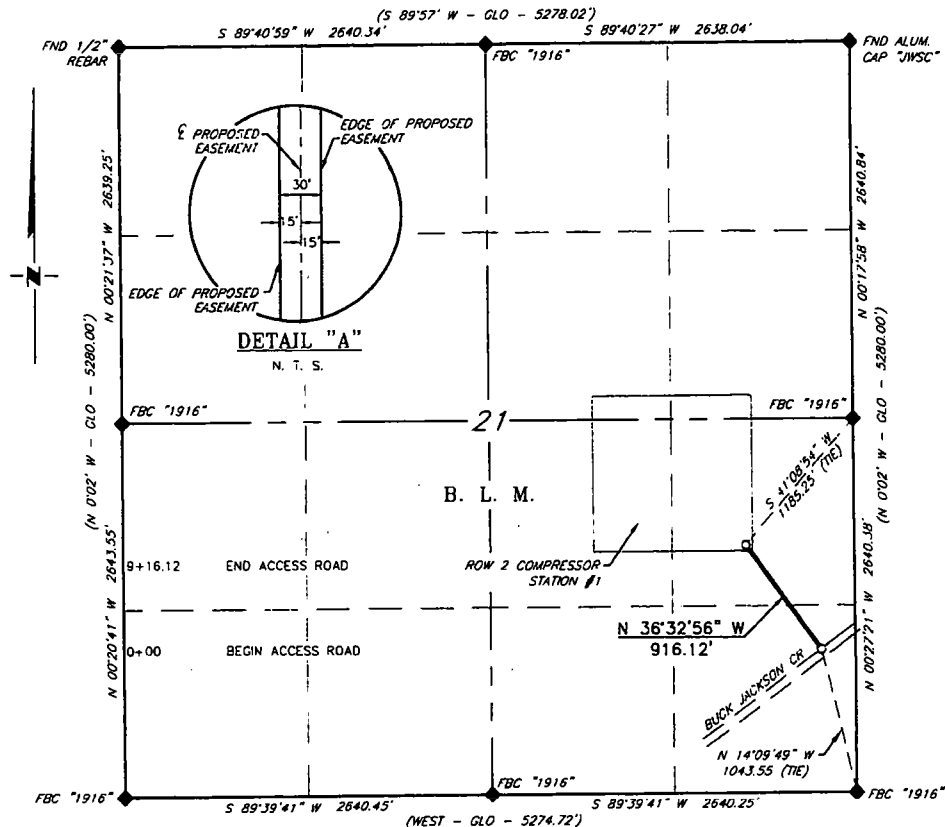 (S 89°57' W - GLO - 5278.02')
S 89°40'59" W 2640.34'
S 89°40'27" W 2638.04'
FND 1/2"
REBAR
FBC "1916"
FND ALUM.
CAP "JWSC"
℄ PROPOSED
EASEMENT
EDGE OF PROPOSED
EASEMENT
30'
15'
15'
EDGE OF PROPOSED
EASEMENT
DETAIL "A"
N. T. S.
N
N 00°21'37" W 2639.25'
(N 0°02' W - GLO - 5280.00')
N 00°17'58" W 2640.84'
(N 0°02' W - GLO - 5280.00')
FBC "1916"
21
FBC "1916"
B. L. M.
S 41°08'54" W
1185.25' (TIE)
ROW 2 COMPRESSOR
STATION #1
9+16.12 END ACCESS ROAD
0+00 BEGIN ACCESS ROAD
N 00°20'41" W 2643.55'
N 36°32'56" W
916.12'
N 00°27'21" W 2640.38'
BUCK JACKSON CR
N 14°09'49" W
1043.55 (TIE)
FBC "1916"
FBC "1916"
FBC "1916"
S 89°39'41" W 2640.45'
S 89°39'41" W 2640.25'
(WEST - GLO - 5274.72')